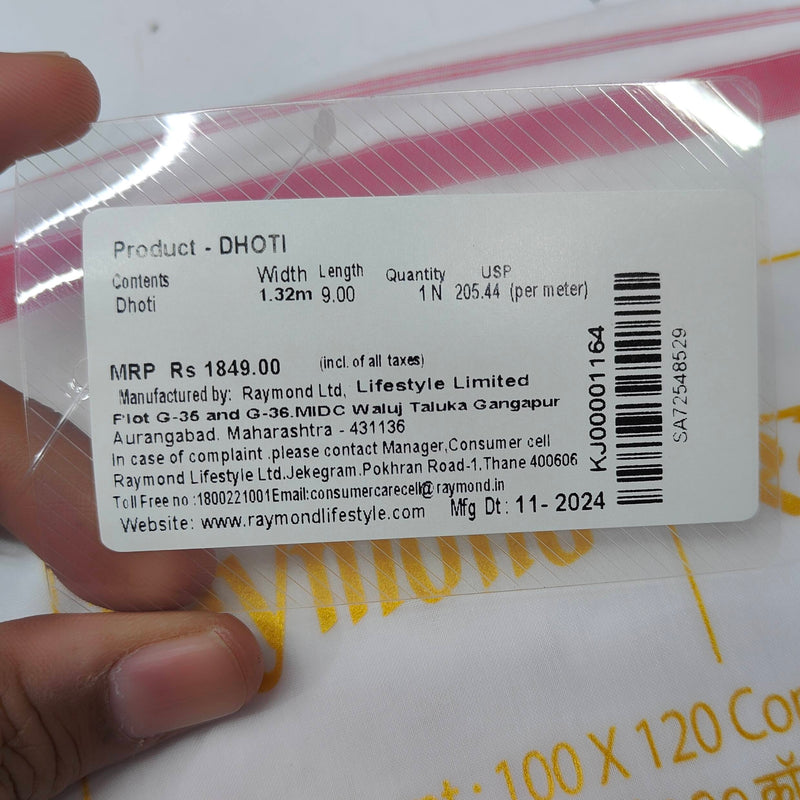 Product - DHOTI
Contents Width Length Quantity USP
Dhoti 1.32m 9.00 1 N 205.44 (per meter)
MRP Rs 1849.00 (incl. of all taxes)
Manufactured by: Raymond Ltd, Lifestyle Limited
Plot G-35 and G-36.MIDC Waluj Taluka Gangapur
Aurangabad. Maharashtra - 431136
In case of complaint .please contact Manager,Consumer cell
Raymond Lifestyle Ltd.Jekegram.Pokhran Road-1.Thane 400606
Toll Free no :1800221001Email:consumercarecell@raymond.in
Website: www.raymondlifestyle.com Mfg Dt: 11- 2024
KJ00001164
SA72548529
: 100 X 120